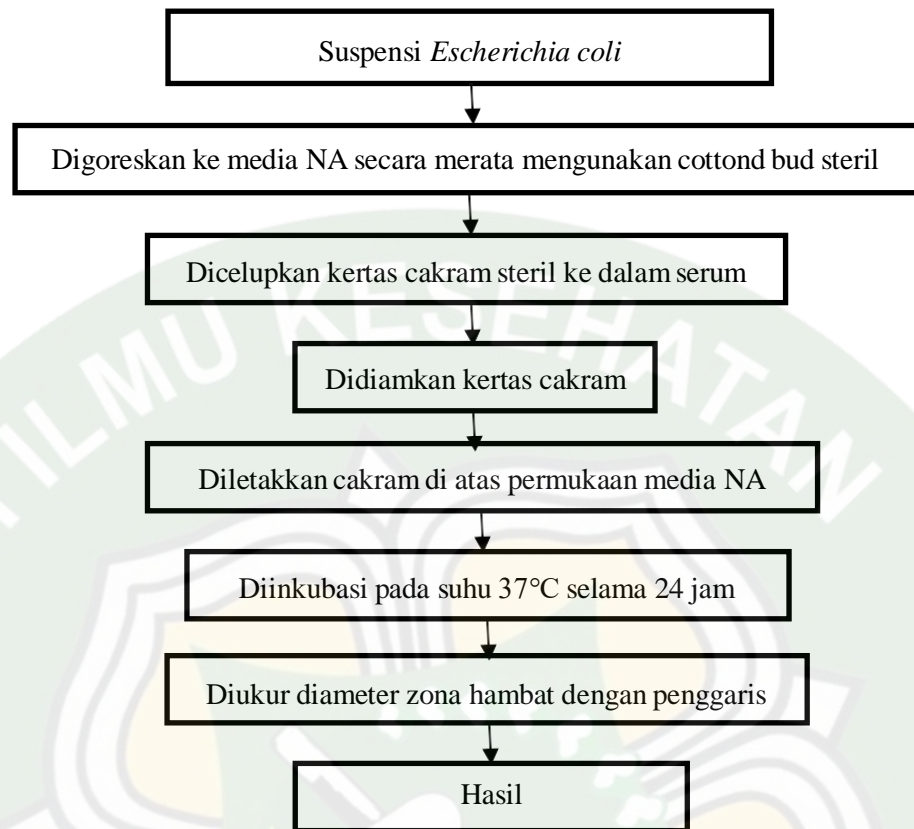 Suspensi Escherichia coli
Digoreskan ke media NA secara merata mengunakan cottond bud steril
Dicelupkan kertas cakram steril ke dalam serum
Didiamkan kertas cakram
Diletakkan cakram di atas permukaan media NA
Diinkubasi pada suhu 37°C selama 24 jam
Diukur diameter zona hambat dengan penggaris
Hasil
I ILMU KESEHATAN